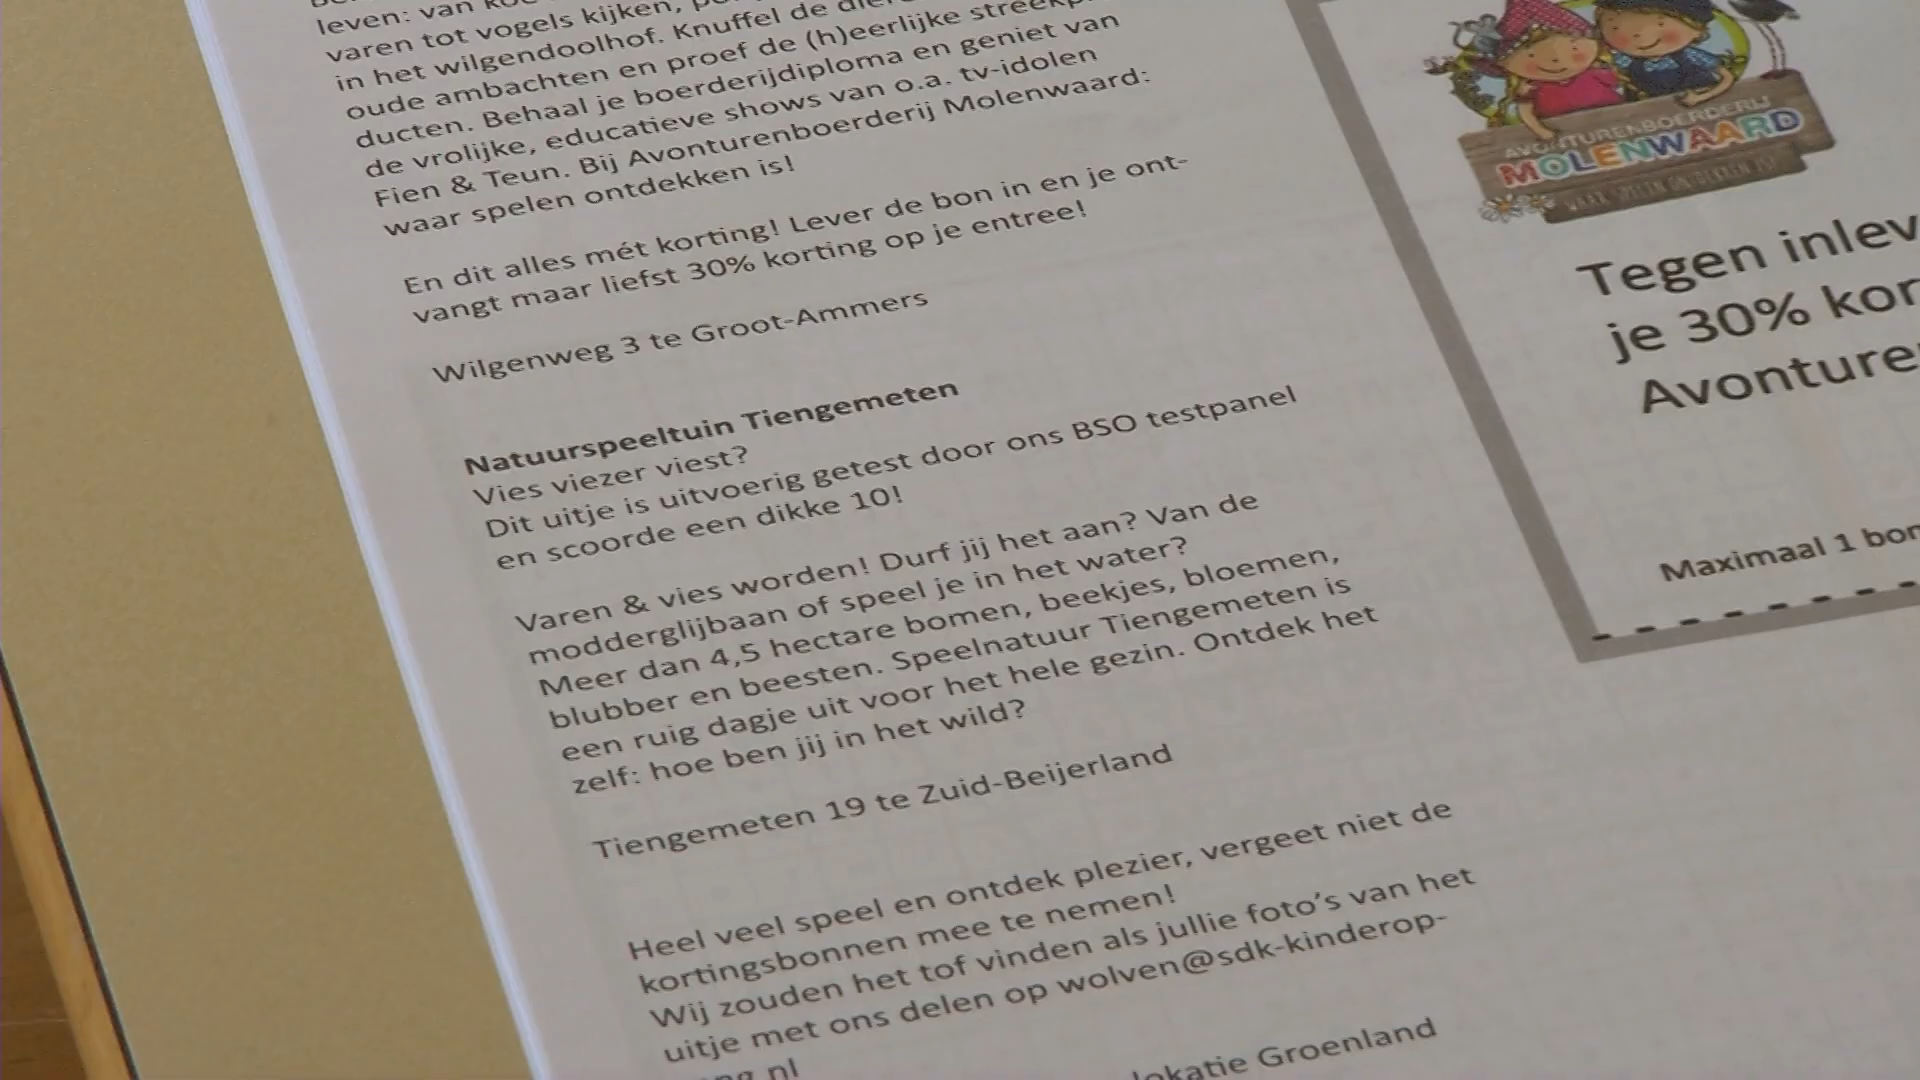 leven: van
varen tot vogels kijken,
in het wilgendoolhof. Knuffel de
oude ambachten en proef de (h)eerlijke
ducten. Behaal je boerderijdiploma en geniet van
de vrolijke, educatieve shows van o.a. tv-idolen
Fien & Teun. Bij Avonturenboerderij Molenwaard:
waar spelen ontdekken is!
En dit alles mét korting! Lever de bon in en je ont-
vangt maar liefst 30% korting op je entree!
Wilgenweg 3 te Groot-Ammers
Natuurspeeltuin Tiengemeten
Vies viezer viest?
Dit uitje is uitvoerig getest door ons BSO testpanel
en scoorde een dikke 10!
Varen & vies worden! Durf jij het aan? Van de
modderglijbaan of speel je in het water?
Meer dan 4,5 hectare bomen, beekjes, bloemen,
blubber en beesten. Speelnatuur Tiengemeten is
een ruig dagje uit voor het hele gezin. Ontdek het
zelf: hoe ben jij in het wild?
Tiengemeten 19 te Zuid-Beijerland
Heel veel speel en ontdek plezier, vergeet niet de
kortingsbonnen mee te nemen!
Wij zouden het tof vinden als jullie foto's van het
uitje met ons delen op wolven@sdk-kinderop-
lokatie Groenland
AVONTURENBOERDERIJ
MOLENWAARD
WAAR SPELEN ONTDEKKEN IS!
Tegen inlev
je 30% kor
Avonture
Maximaal 1 bon